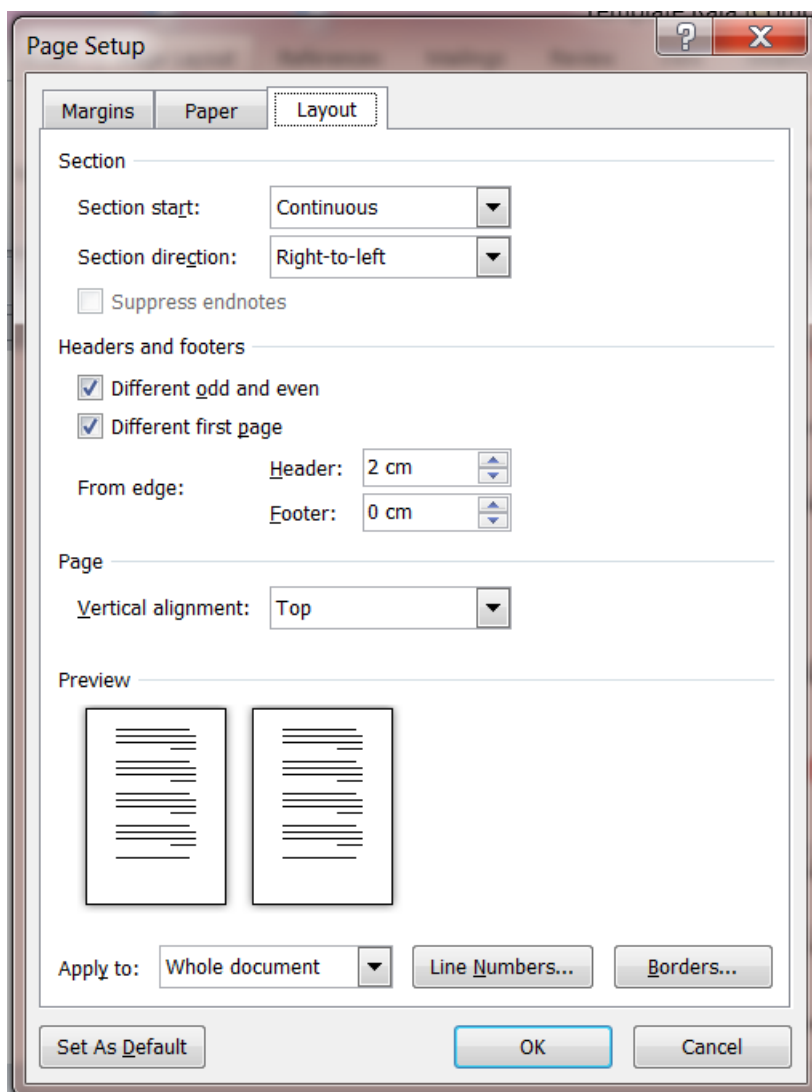 Page Setup
Margins
Paper
Layout
Section
Section start:
Continuous
Section direction:
Right-to-left
Suppress endnotes
Headers and footers
Different odd and even
Different first page
From edge:
Header:
2 cm
Footer:
0 cm
Page
Vertical alignment:
Top
Preview
Apply to:
Whole document
Line Numbers...
Borders...
Set As Default
OK
Cancel